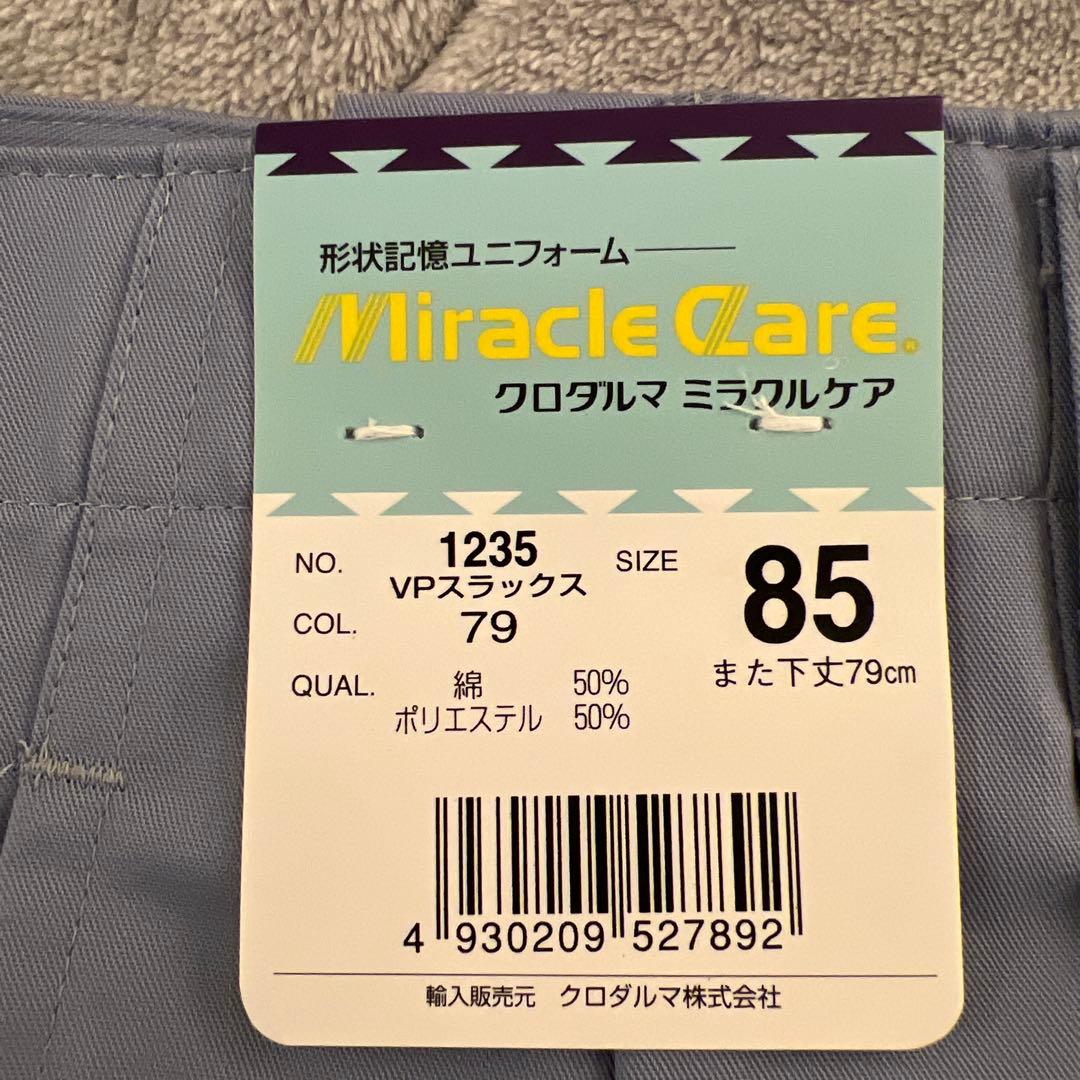 形状記憶ユニフォーム
Miracle Care®
クロダルマ ミラクルケア
NO. 1235 SIZE 85
VPスラックス
COL. 79
また下丈79cm
QUAL. 綿 50%
ポリエステル 50%
4 930209 527892
輸入販売元 クロダルマ株式会社